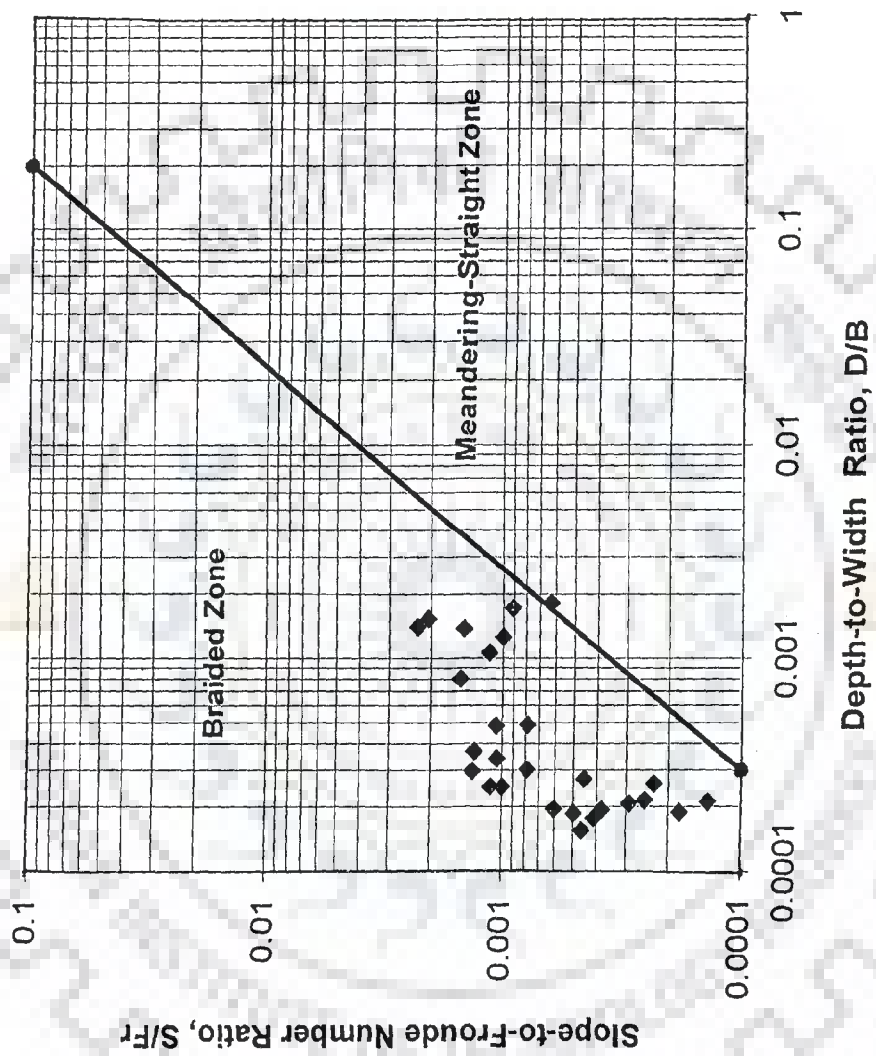 Slope-to-Froude Number Ratio, S/Fr
0.1
0.01
0.001
0.0001
Braided Zone
Meandering-Straight Zone
0.0001
0.001
0.01
0.1
1
Depth-to-Width Ratio, D/B